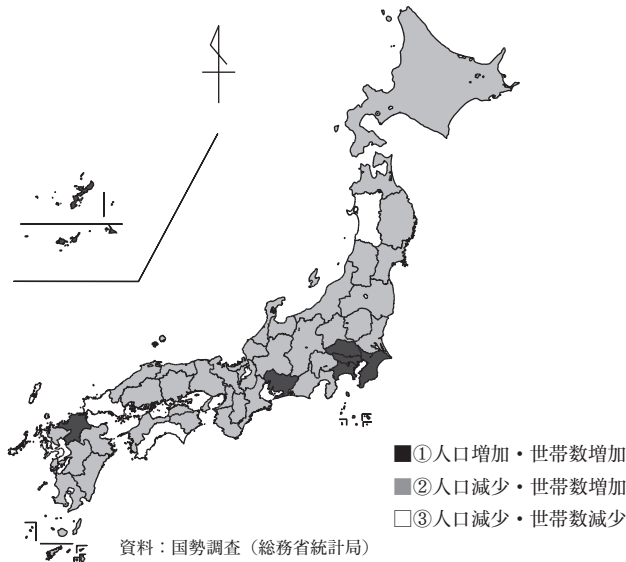 ■①人口増加・世帯数増加
■②人口減少・世帯数増加
□③人口減少・世帯数減少
資料：国勢調査（総務省統計局）